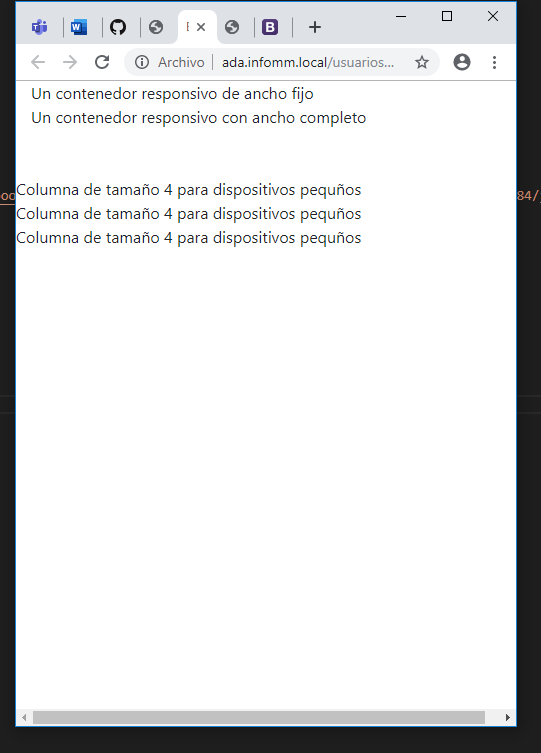 Archivo ada.infomm.local/usuarios...
Un contenedor responsivo de ancho fijo
Un contenedor responsivo con ancho completo
84/
Columna de tamaño 4 para dispositivos pequños
Columna de tamaño 4 para dispositivos pequños
Columna de tamaño 4 para dispositivos pequños